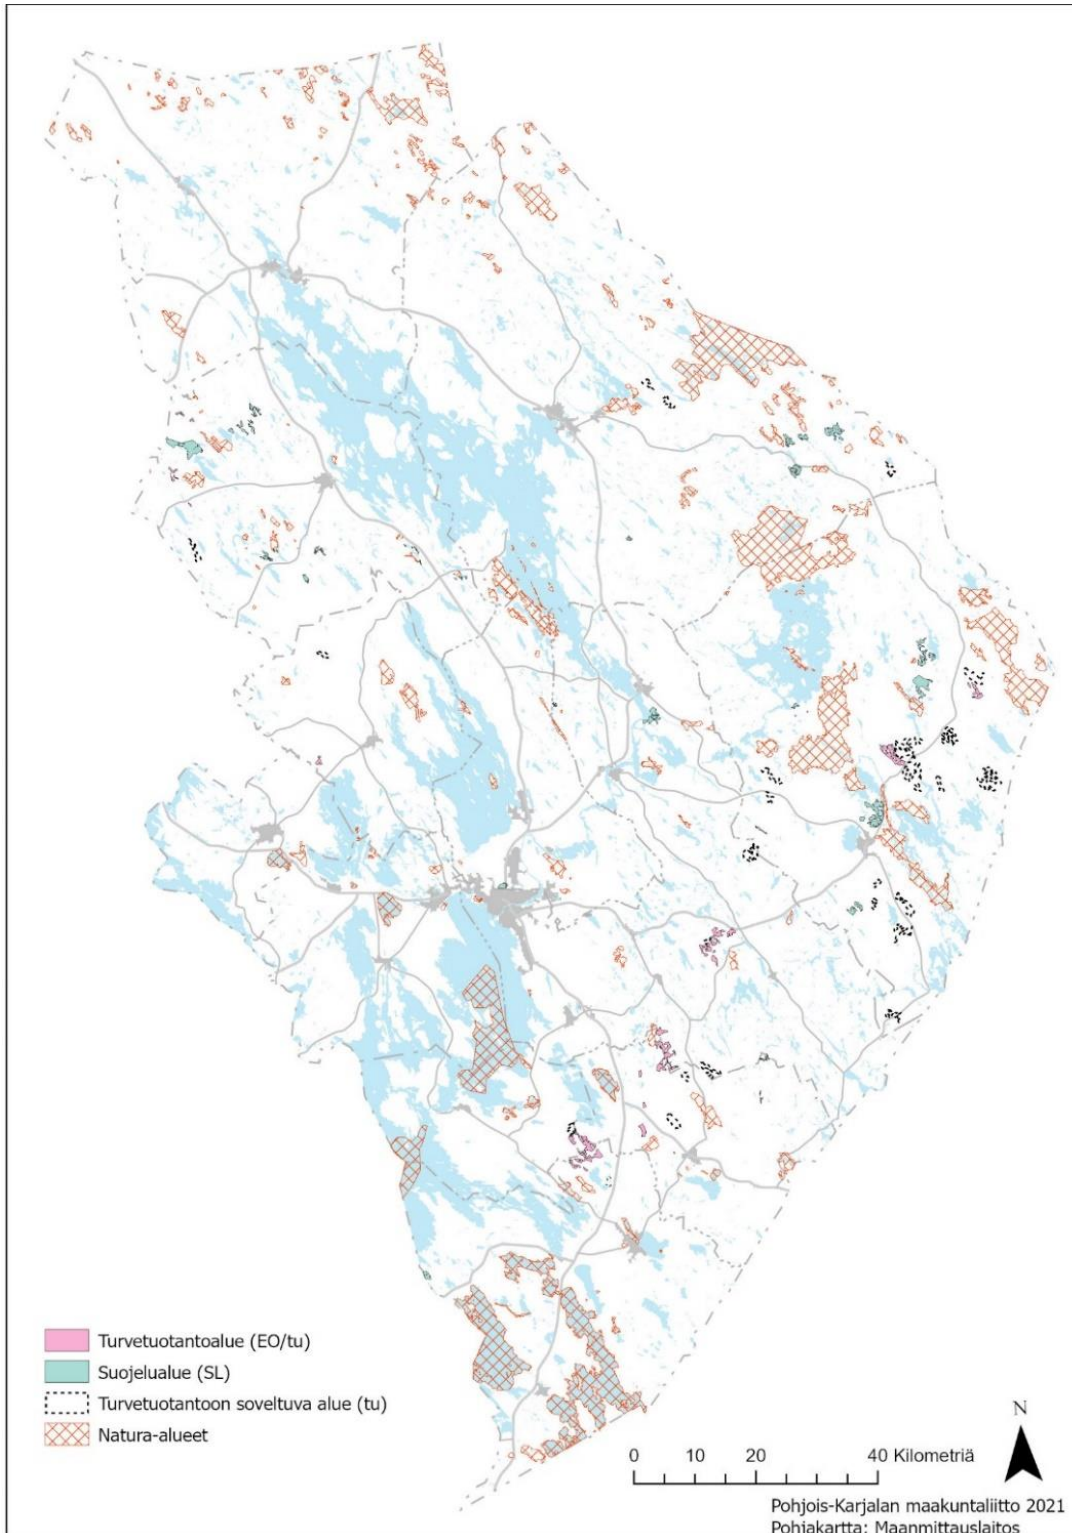 Turvetuotantoalue (EO/tu)
Suojelualue (SL)
Turvetuotantoon soveltuva alue (tu)
Natura-alueet
N
0 10 20 40 Kilometriä
Pohjois-Karjalan maakuntaliitto 2021
Pohjakartta: Maanmittauslaitos